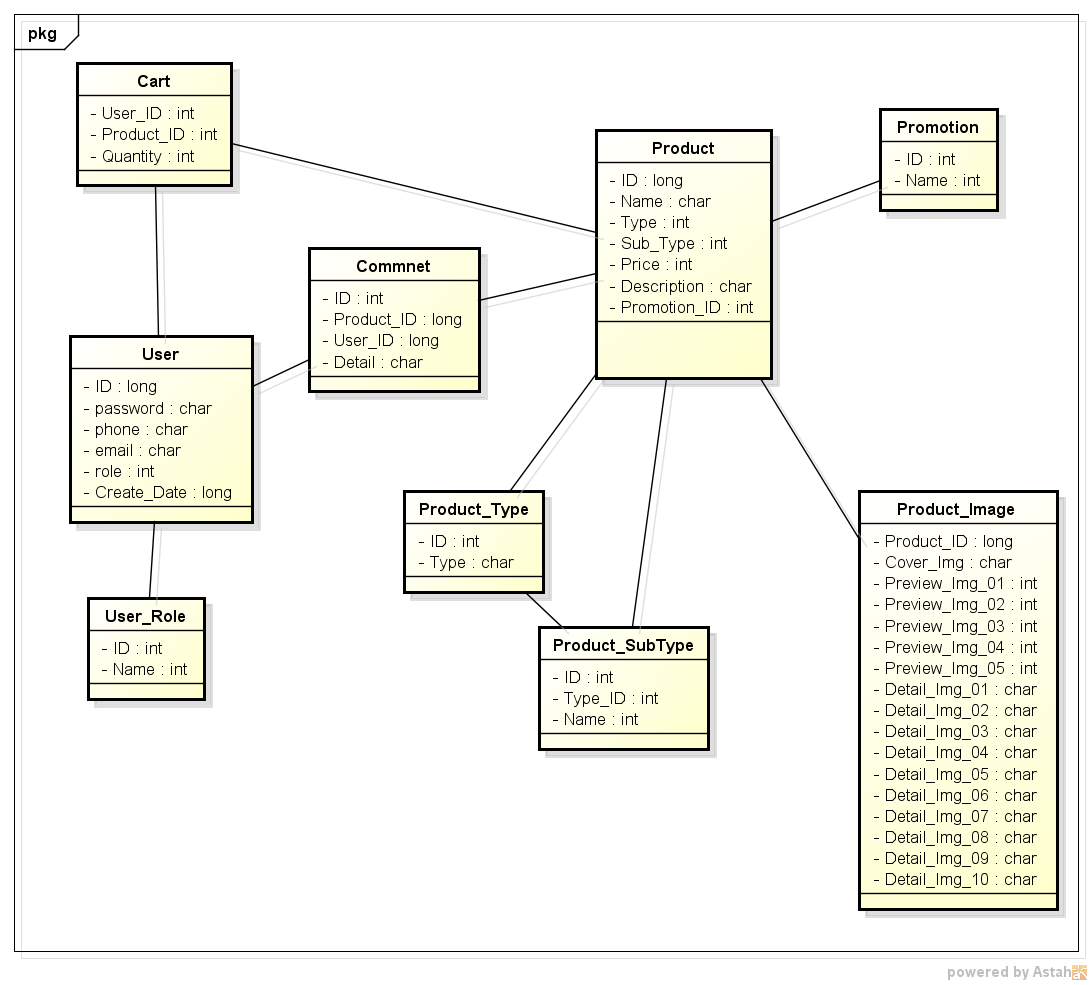 pkg
Cart
- User_ID : int
- Product_ID : int
- Quantity : int
Product
- ID : long
- Name : char
- Type : int
- Sub_Type : int
- Price : int
- Description : char
- Promotion_ID : int
Promotion
- ID : int
- Name : int
Commnet
- ID : int
- Product_ID : long
- User_ID : long
- Detail : char
User
- ID : long
- password : char
- phone : char
- email : char
- role : int
- Create_Date : long
Product_Type
- ID : int
- Type : char
Product_Image
- Product_ID : long
- Cover_Img : char
- Preview_Img_01 : int
- Preview_Img_02 : int
- Preview_Img_03 : int
- Preview_Img_04 : int
- Preview_Img_05 : int
- Detail_Img_01 : char
- Detail_Img_02 : char
- Detail_Img_03 : char
- Detail_Img_04 : char
- Detail_Img_05 : char
- Detail_Img_06 : char
- Detail_Img_07 : char
- Detail_Img_08 : char
- Detail_Img_09 : char
- Detail_Img_10 : char
User_Role
- ID : int
- Name : int
Product_SubType
- ID : int
- Type_ID : int
- Name : int
powered by Astah